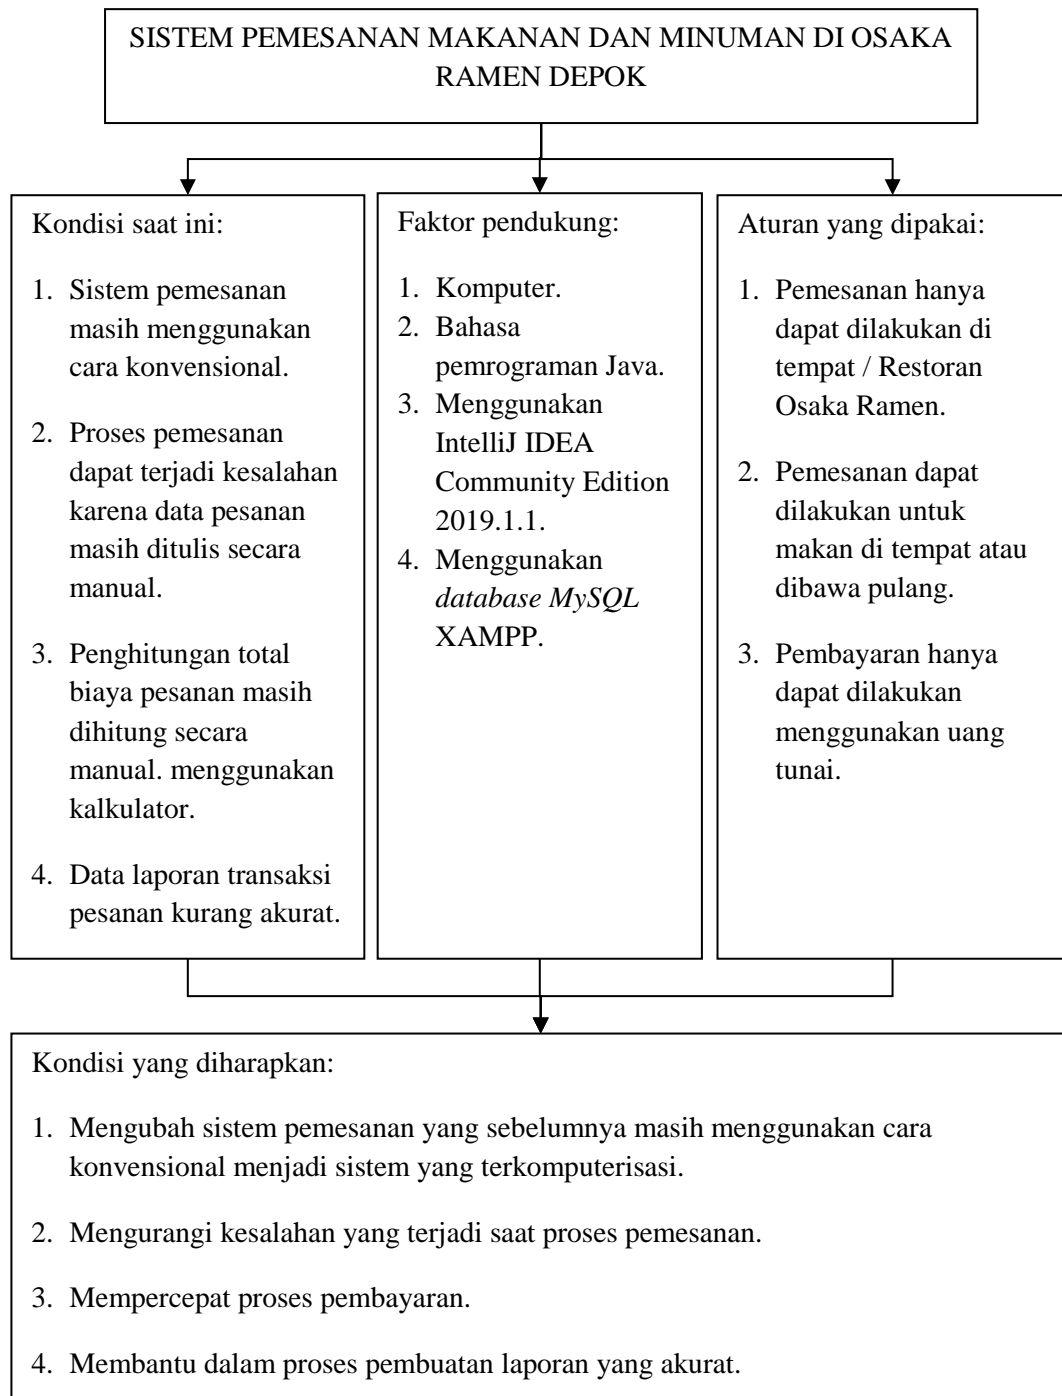 SISTEM PEMESANAN MAKANAN DAN MINUMAN DI OSAKA
RAMEN DEPOK
Kondisi saat ini:
1. Sistem pemesanan
masih menggunakan
cara konvensional.
2. Proses pemesanan
dapat terjadi kesalahan
karena data pesanan
masih ditulis secara
manual.
3. Penghitungan total
biaya pesanan masih
dihitung secara
manual. menggunakan
kalkulator.
4. Data laporan transaksi
pesanan kurang akurat.
Faktor pendukung:
1. Komputer.
2. Bahasa
pemrograman Java.
3. Menggunakan
IntelliJ IDEA
Community Edition
2019.1.1.
4. Menggunakan
database MySQL
XAMPP.
Aturan yang dipakai:
1. Pemesanan hanya
dapat dilakukan di
tempat / Restoran
Osaka Ramen.
2. Pemesanan dapat
dilakukan untuk
makan di tempat atau
dibawa pulang.
3. Pembayaran hanya
dapat dilakukan
menggunakan uang
tunai.
Kondisi yang diharapkan:
1. Mengubah sistem pemesanan yang sebelumnya masih menggunakan cara
konvensional menjadi sistem yang terkomputerisasi.
2. Mengurangi kesalahan yang terjadi saat proses pemesanan.
3. Mempercepat proses pembayaran.
4. Membantu dalam proses pembuatan laporan yang akurat.